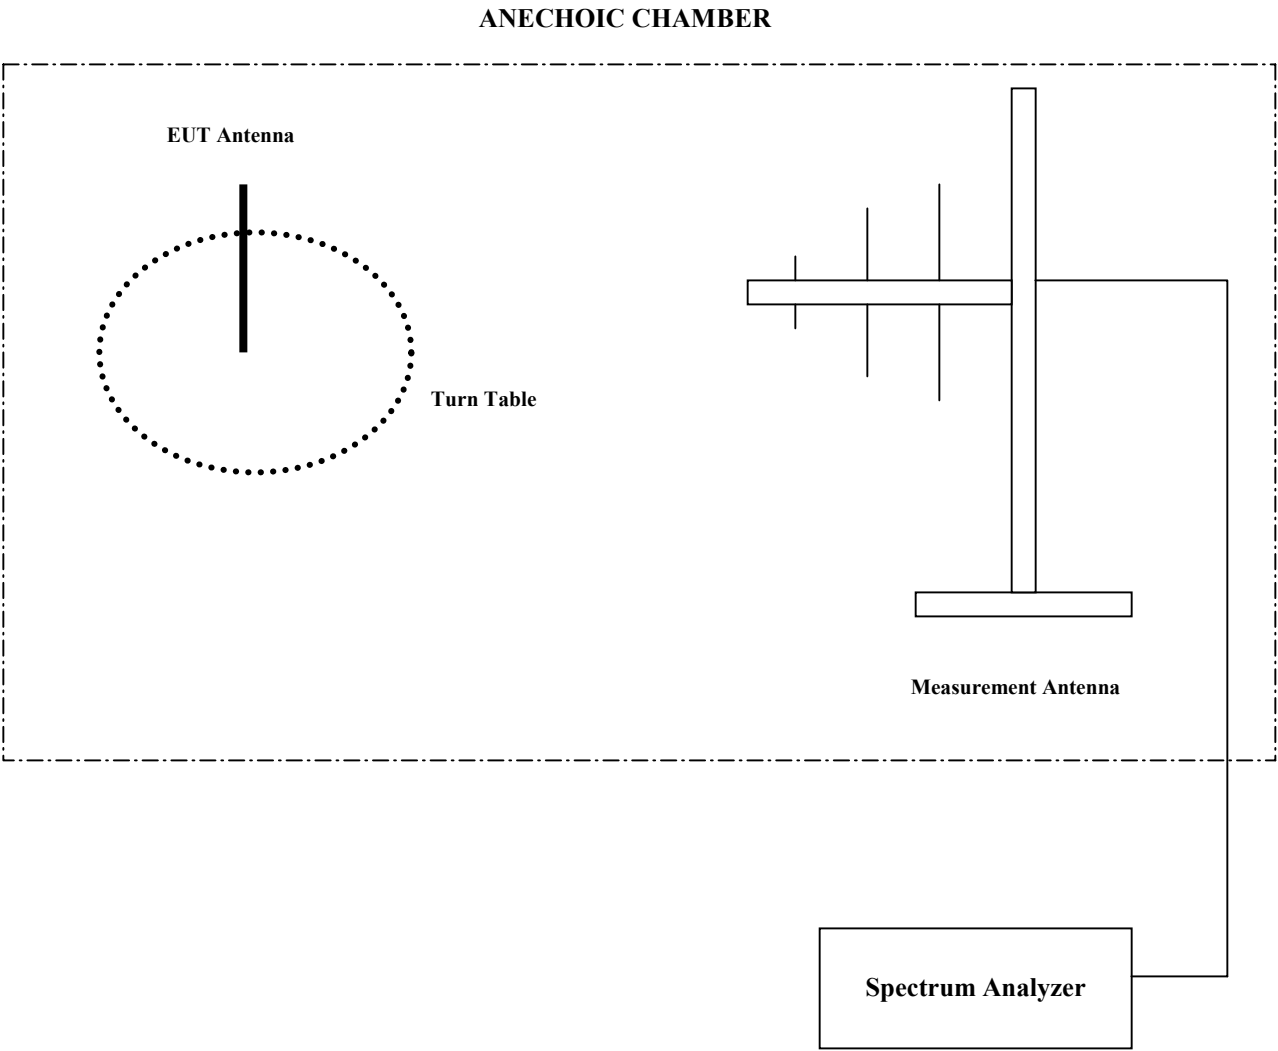 ANECHOIC CHAMBER
EUT Antenna
Turn Table
Measurement Antenna
Spectrum Analyzer